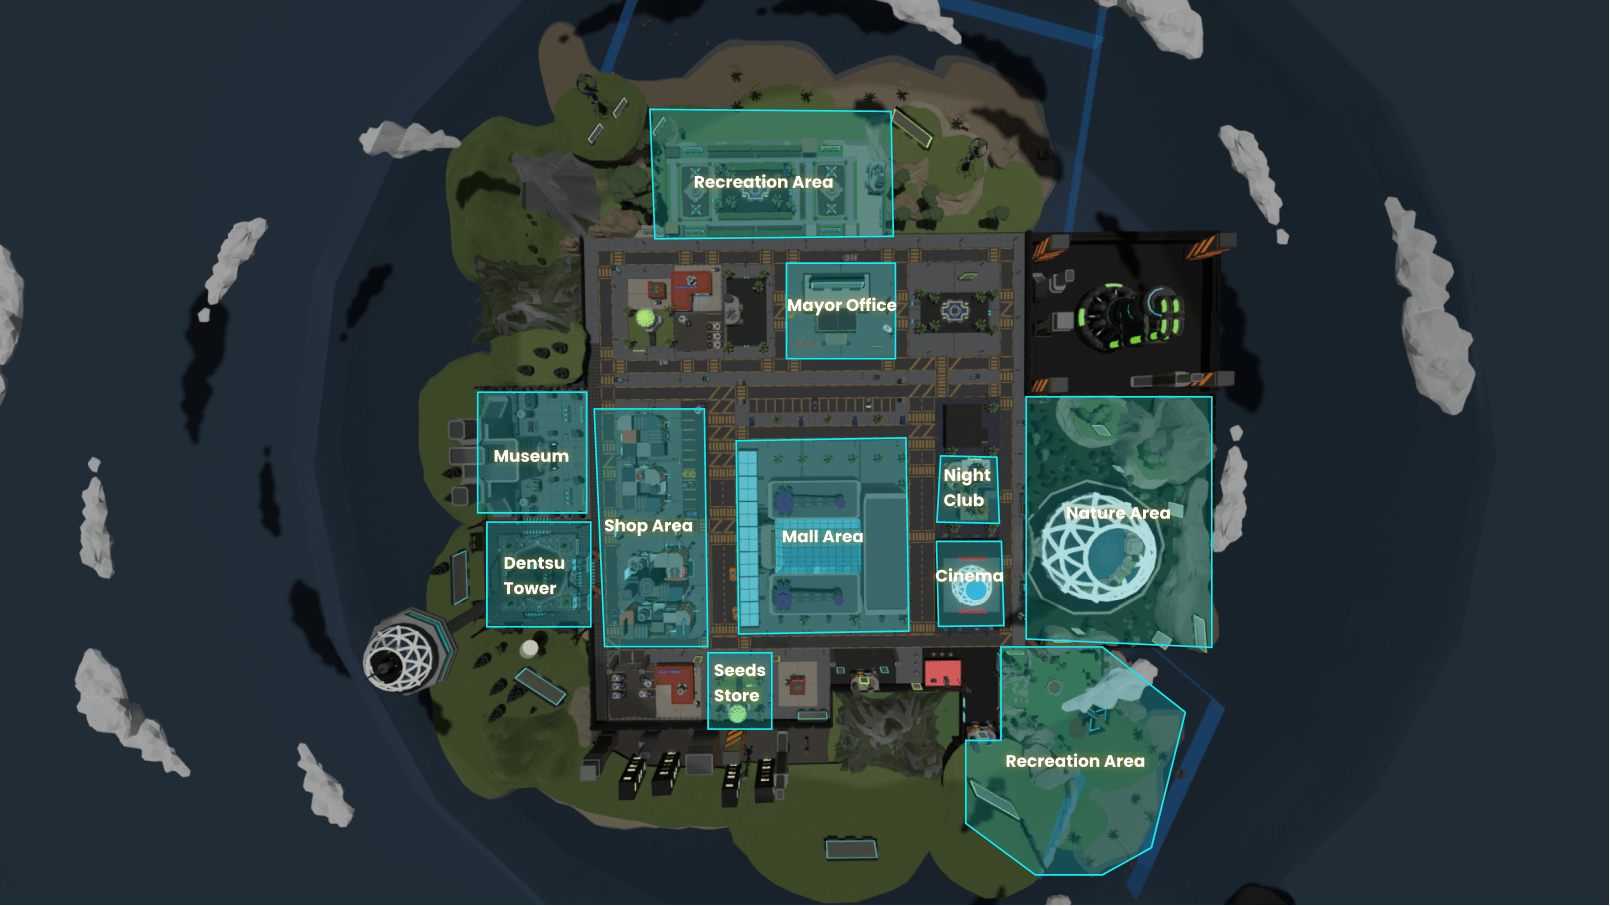 Recreation Area
Mayor Office
Museum
Night
Club
Nature Area
Shop Area
Mall Area
Dentsu
Tower
Cinema
Seeds
Store
Recreation Area